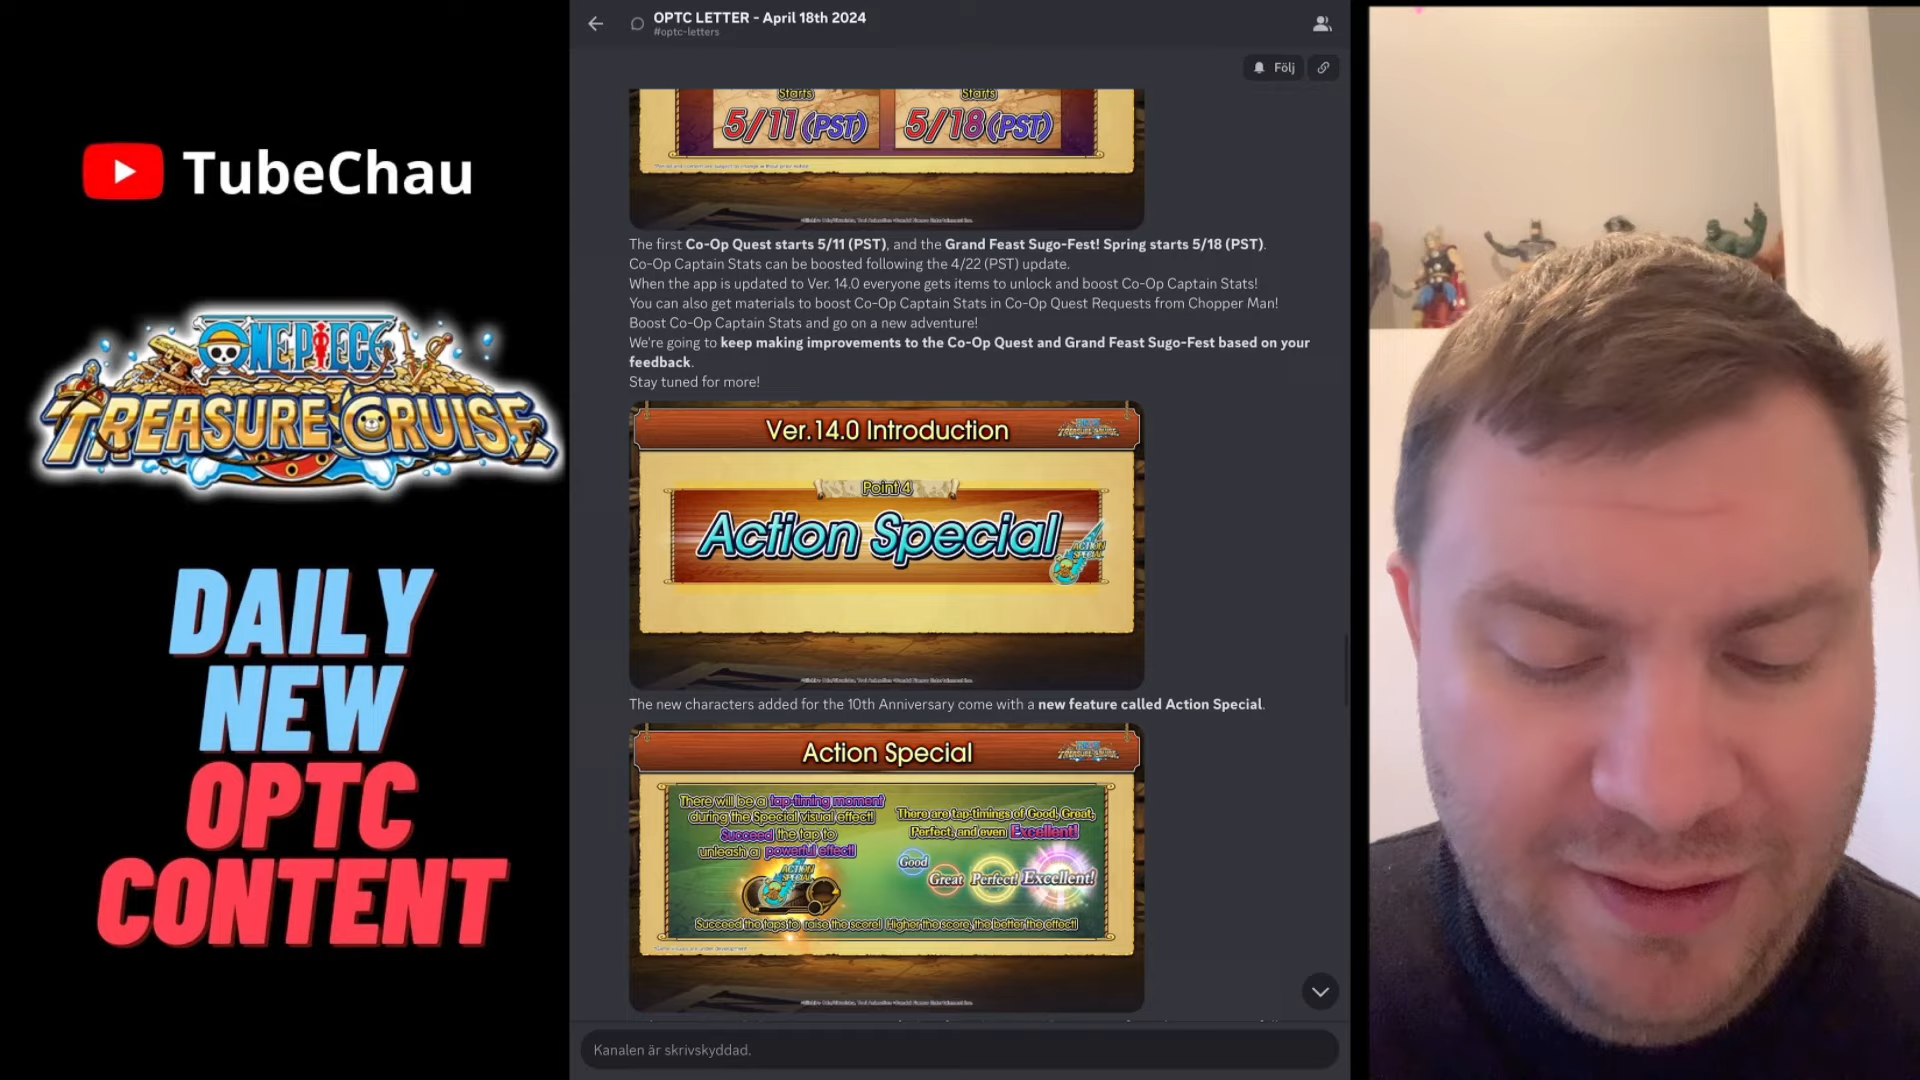 TubeChau
ONE PIECE
TREASURE CRUISE
DAILY
NEW
OPTC
CONTENT
OPTC LETTER - April 18th 2024
#optc-letters
Följ
Starts
5/11 (PST)
Starts
5/18 (PST)
The first Co-Op Quest starts 5/11 (PST), and the Grand Feast Sugo-Fest! Spring starts 5/18 (PST).
Co-Op Captain Stats can be boosted following the 4/22 (PST) update.
When the app is updated to Ver. 14.0 everyone gets items to unlock and boost Co-Op Captain Stats!
You can also get materials to boost Co-Op Captain Stats in Co-Op Quest Requests from Chopper Man!
Boost Co-Op Captain Stats and go on a new adventure!
We're going to keep making improvements to the Co-Op Quest and Grand Feast Sugo-Fest based on your
feedback.
Stay tuned for more!
Ver.14.0 Introduction
TREASURE CRUISE
Point 4
Action Special
ACTION
SPECIAL
The new characters added for the 10th Anniversary come with a new feature called Action Special.
Action Special
TREASURE CRUISE
There will be a tap-timing moment
during the Special visual effect!
Succeed the tap to
unleash a powerful effect!
ACTION
SPECIAL
There are tap-timings of Good, Great,
Perfect, and even Excellent!
Good
Great
Perfect!
Excellent!
Succeed the taps to raise the score! Higher the score, the better the effect!
Kanalen är skrivskyddad.